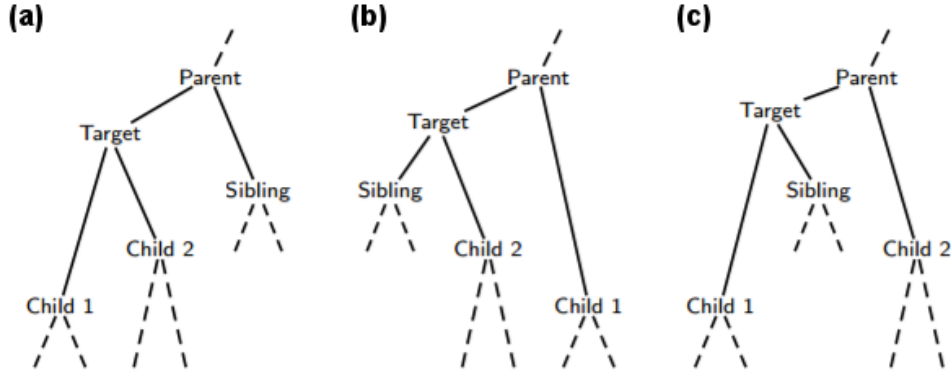 (a)
Parent
Target
Sibling
Child 2
Child 1
(b)
Parent
Target
Sibling
Child 2
Child 1
(c)
Parent
Target
Sibling
Child 2
Child 1